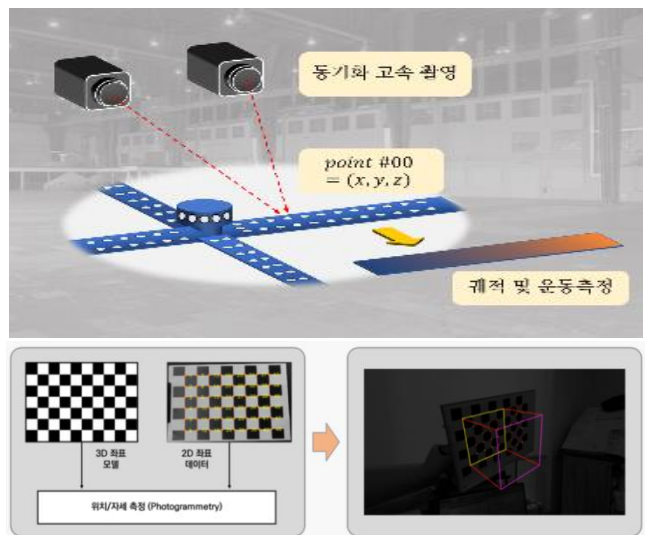 동기화 고속 촬영
point #00
= (x, y, z)
궤적 및 운동측정
3D 좌표
모델
2D 좌표
데이터
위치/자세 측정 (Photogrammetry)